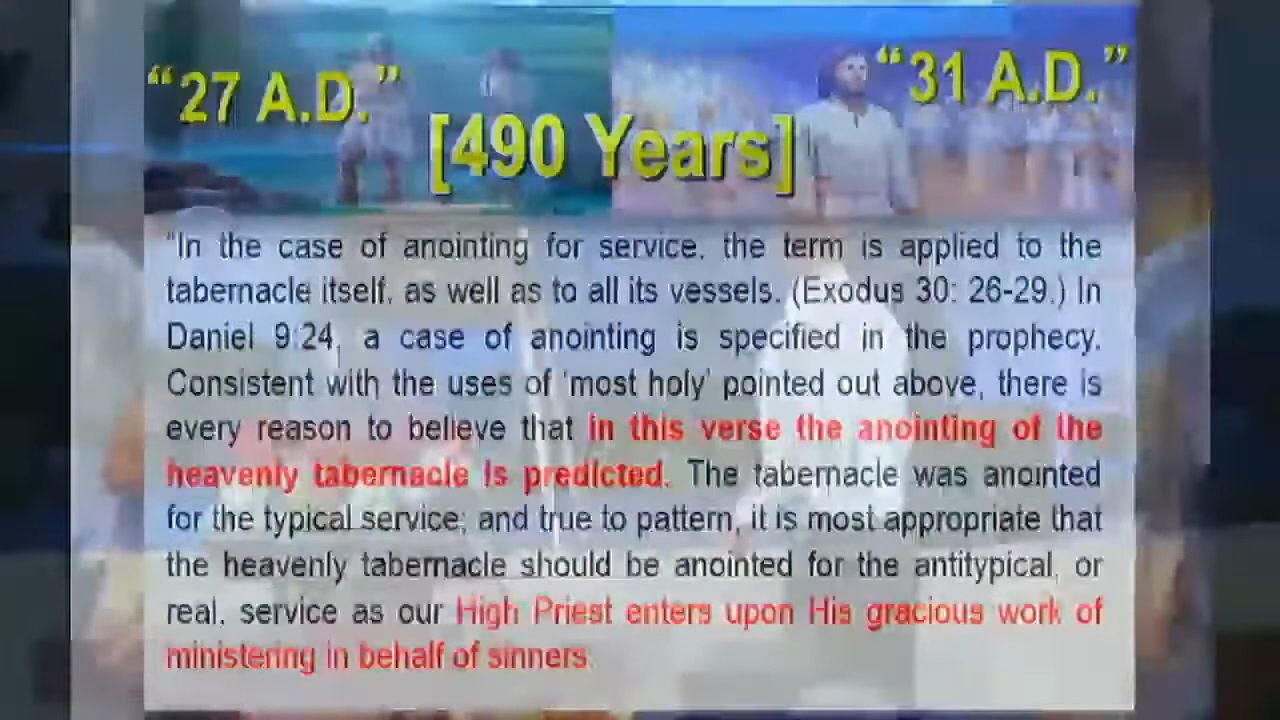 “27 A.D.”
“31 A.D.”
[490 Years]
“In the case of anointing for service, the term is applied to the
tabernacle itself, as well as to all its vessels. (Exodus 30: 26-29.) In
Daniel 9:24, a case of anointing is specified in the prophecy.
Consistent with the uses of ‘most holy’ pointed out above, there is
every reason to believe that in this verse the anointing of the
heavenly tabernacle is predicted. The tabernacle was anointed
for the typical service; and true to pattern, it is most appropriate that
the heavenly tabernacle should be anointed for the antitypical, or
real, service as our High Priest enters upon His gracious work of
ministering in behalf of sinners.